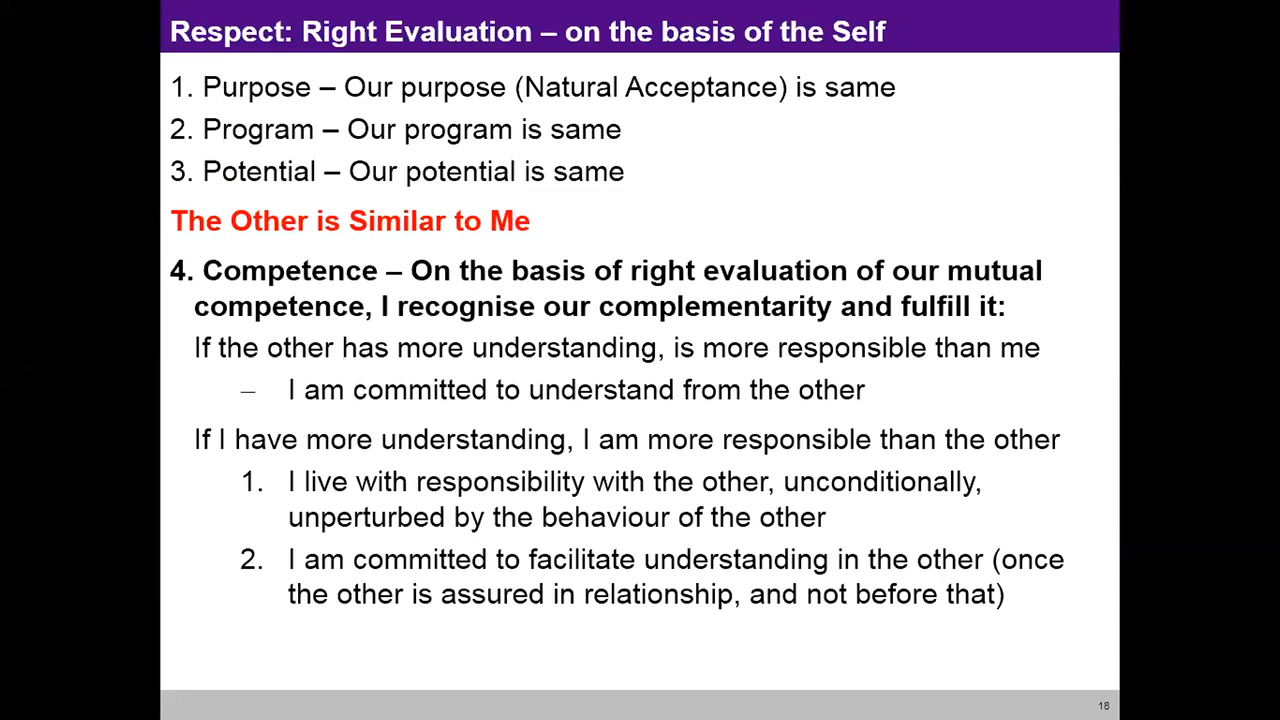 Respect: Right Evaluation – on the basis of the Self
1. Purpose – Our purpose (Natural Acceptance) is same
2. Program – Our program is same
3. Potential – Our potential is same
The Other is Similar to Me
4. Competence – On the basis of right evaluation of our mutual
competence, I recognise our complementarity and fulfill it:
If the other has more understanding, is more responsible than me
– I am committed to understand from the other
If I have more understanding, I am more responsible than the other
1. I live with responsibility with the other, unconditionally,
unperturbed by the behaviour of the other
2. I am committed to facilitate understanding in the other (once
the other is assured in relationship, and not before that)
18